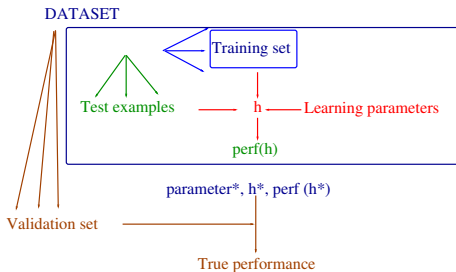 DATASET
Training set
Test examples
h
Learning parameters
perf(h)
parameter*, h*, perf (h*)
Validation set
True performance